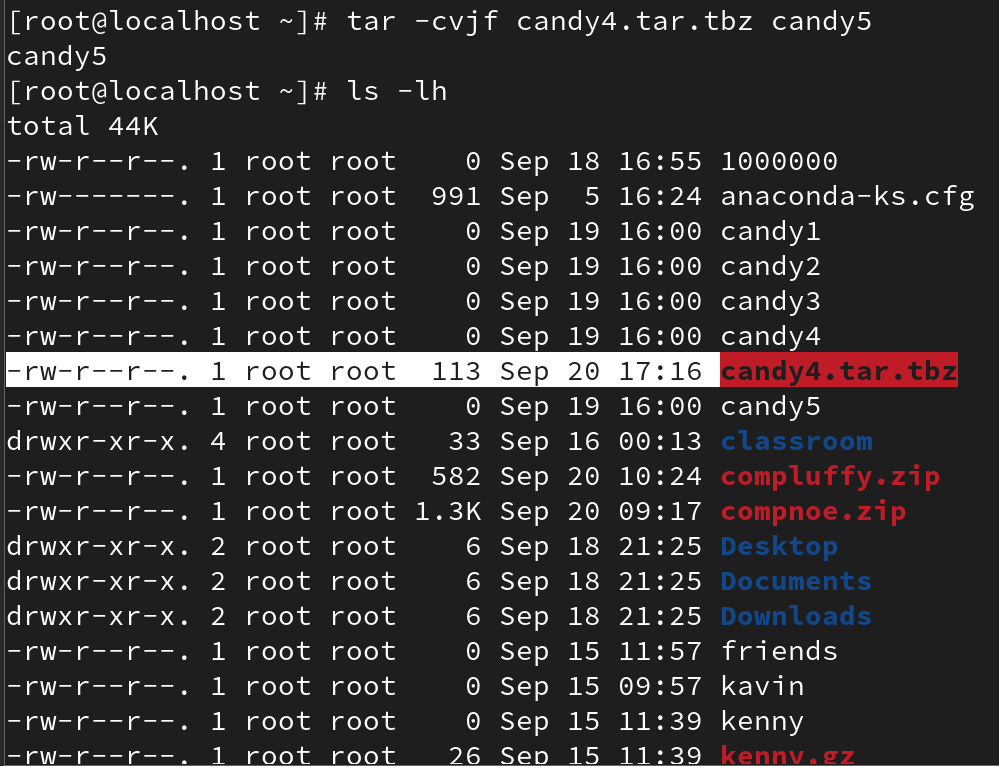 [root@localhost ~]# tar -cvjf candy4.tar.tbz candy5
candy5
[root@localhost ~]# ls -lh
total 44K
-rw-r--r--. 1 root root    0 Sep 18 16:55 1000000
-rw-------. 1 root root  991 Sep  5 16:24 anaconda-ks.cfg
-rw-r--r--. 1 root root    0 Sep 19 16:00 candy1
-rw-r--r--. 1 root root    0 Sep 19 16:00 candy2
-rw-r--r--. 1 root root    0 Sep 19 16:00 candy3
-rw-r--r--. 1 root root    0 Sep 19 16:00 candy4
-rw-r--r--. 1 root root  113 Sep 20 17:16 candy4.tar.tbz
-rw-r--r--. 1 root root    0 Sep 19 16:00 candy5
drwxr-xr-x. 4 root root   33 Sep 16 00:13 classroom
-rw-r--r--. 1 root root  582 Sep 20 10:24 compluffy.zip
-rw-r--r--. 1 root root 1.3K Sep 20 09:17 compnoe.zip
drwxr-xr-x. 2 root root    6 Sep 18 21:25 Desktop
drwxr-xr-x. 2 root root    6 Sep 18 21:25 Documents
drwxr-xr-x. 2 root root    6 Sep 18 21:25 Downloads
-rw-r--r--. 1 root root    0 Sep 15 11:57 friends
-rw-r--r--. 1 root root    0 Sep 15 09:57 kavin
-rw-r--r--. 1 root root    0 Sep 15 11:39 kenny
-rw-r--r--. 1 root root   26 Sep 15 11:39 kenny.gz